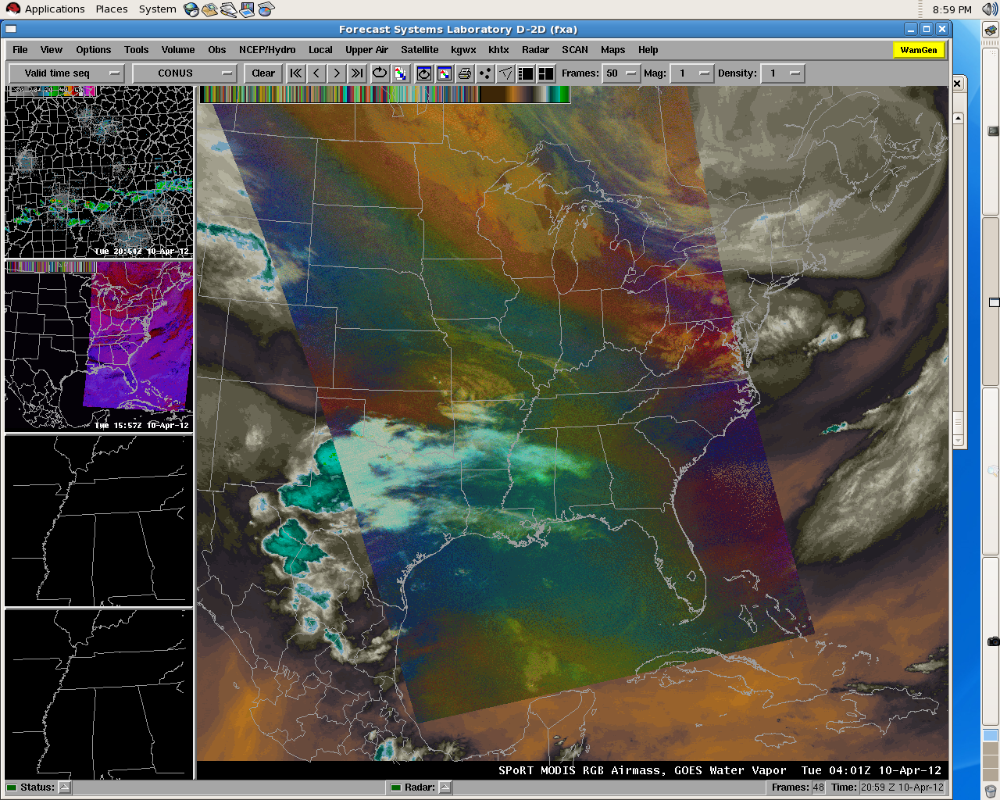 Applications Places System 8:59 PM
Forecast Systems Laboratory D-2D (fxa)
File View Options Tools Volume Obs NCEP/Hydro Local Upper Air Satellite kgwx khtx Radar SCAN Maps Help WamGen
Valid time seq CONUS Clear Frames: 50 Mag: 1 Density: 1
Tue 20:54Z 10-Apr-12
Tue 15:57Z 10-Apr-12
SPoRT MODIS RGB Airmass, GOES Water Vapor Tue 04:01Z 10-Apr-12
Status: Radar: Frames: 48 Time: 20:59 Z 10-Apr-12